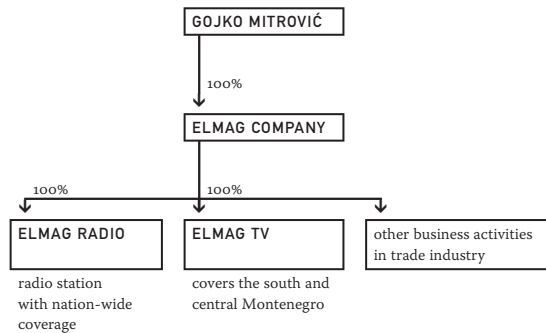 GOJKO MITROVIĆ
100%
ELMAG COMPANY
100%
100%
ELMAG RADIO
radio station
with nation-wide
coverage
ELMAG TV
covers the south and
central Montenegro
other business activities
in trade industry